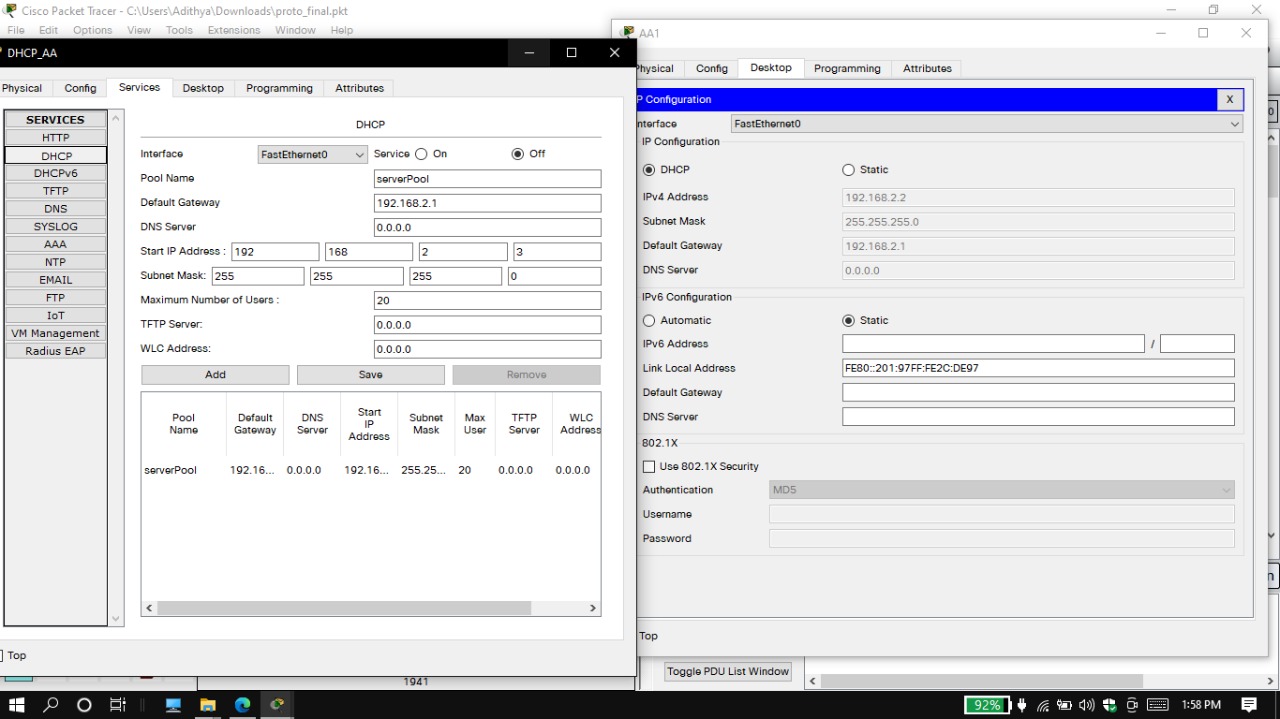 Cisco Packet Tracer - C:\Users\Adithya\Downloads\proto_final.pkt
File Edit Options View Tools Extensions Window Help
DHCP_AA
Physical Config Services Desktop Programming Attributes
SERVICES
HTTP
DHCP
DHCPv6
TFTP
DNS
SYSLOG
AAA
NTP
EMAIL
FTP
IoT
VM Management
Radius EAP
DHCP
Interface FastEthernet0 Service On Off
Pool Name serverPool
Default Gateway 192.168.2.1
DNS Server 0.0.0.0
Start IP Address : 192 168 2 3
Subnet Mask: 255 255 255 0
Maximum Number of Users : 20
TFTP Server: 0.0.0.0
WLC Address: 0.0.0.0
Add Save Remove
Pool Name Default Gateway DNS Server Start IP Address Subnet Mask Max User TFTP Server WLC Address
serverPool 192.16... 0.0.0.0 192.16... 255.25... 20 0.0.0.0 0.0.0.0
Top
1941
AA1
Physical Config Desktop Programming Attributes
P Configuration X
nterface FastEthernet0
IP Configuration
DHCP Static
IPv4 Address 192.168.2.2
Subnet Mask 255.255.255.0
Default Gateway 192.168.2.1
DNS Server 0.0.0.0
IPv6 Configuration
Automatic Static
IPv6 Address /
Link Local Address FE80::201:97FF:FE2C:DE97
Default Gateway
DNS Server
802.1X
Use 802.1X Security
Authentication MD5
Username
Password
Top
Toggle PDU List Window
92% 1:58 PM